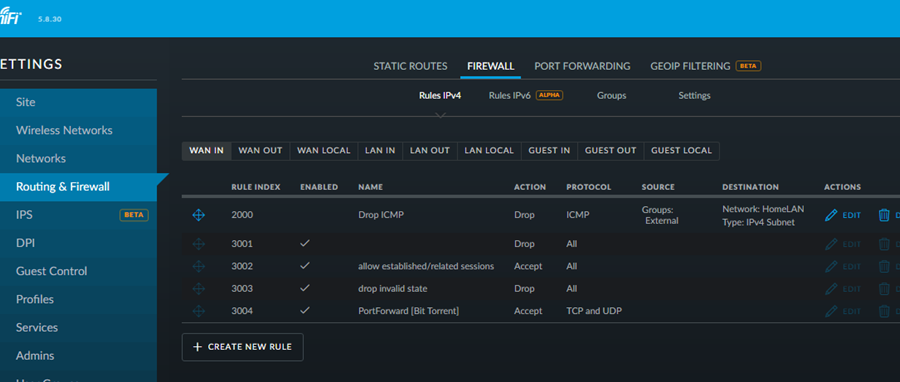 niFi 5.8.30
ETTINGS
STATIC ROUTES FIREWALL PORT FORWARDING GEOIP FILTERING BETA
Rules IPv4 Rules IPv6 ALPHA Groups Settings
Site
Wireless Networks
Networks
Routing & Firewall
IPS BETA
DPI
Guest Control
Profiles
Services
Admins
WAN IN WAN OUT WAN LOCAL LAN IN LAN OUT LAN LOCAL GUEST IN GUEST OUT GUEST LOCAL
RULE INDEX ENABLED NAME ACTION PROTOCOL SOURCE DESTINATION ACTIONS
2000 Drop ICMP Drop ICMP Groups: External Network: HomeLAN Type: IPv4 Subnet EDIT D
3001 Drop All EDIT D
3002 allow established/related sessions Accept All EDIT D
3003 drop invalid state Drop All EDIT D
3004 PortForward [Bit Torrent] Accept TCP and UDP EDIT D
+ CREATE NEW RULE